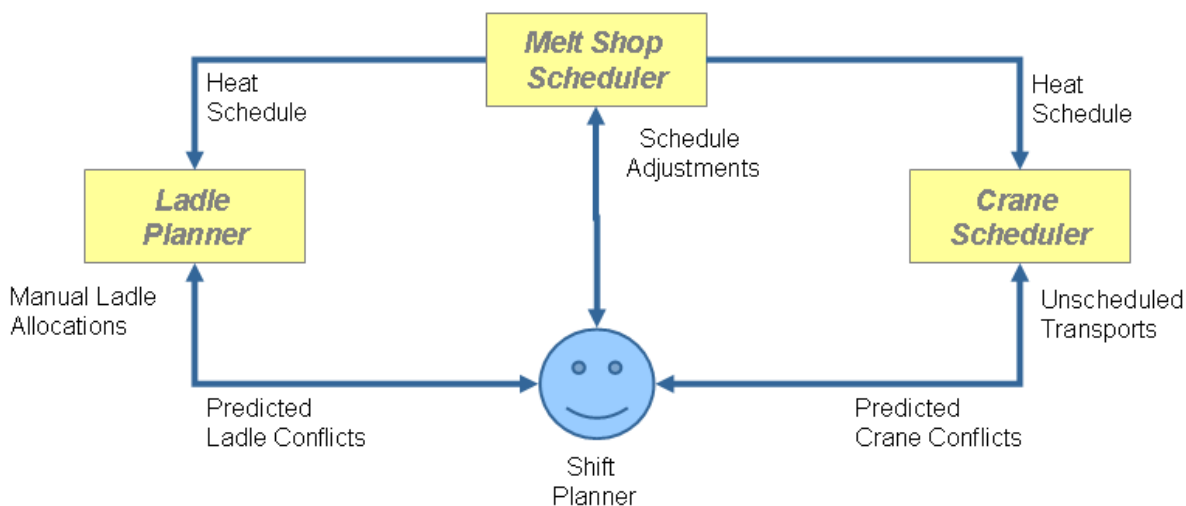 Melt Shop
Scheduler
Heat
Schedule
Heat
Schedule
Schedule
Adjustments
Ladle
Planner
Crane
Scheduler
Manual Ladle
Allocations
Unscheduled
Transports
Predicted
Ladle Conflicts
Predicted
Crane Conflicts
Shift
Planner